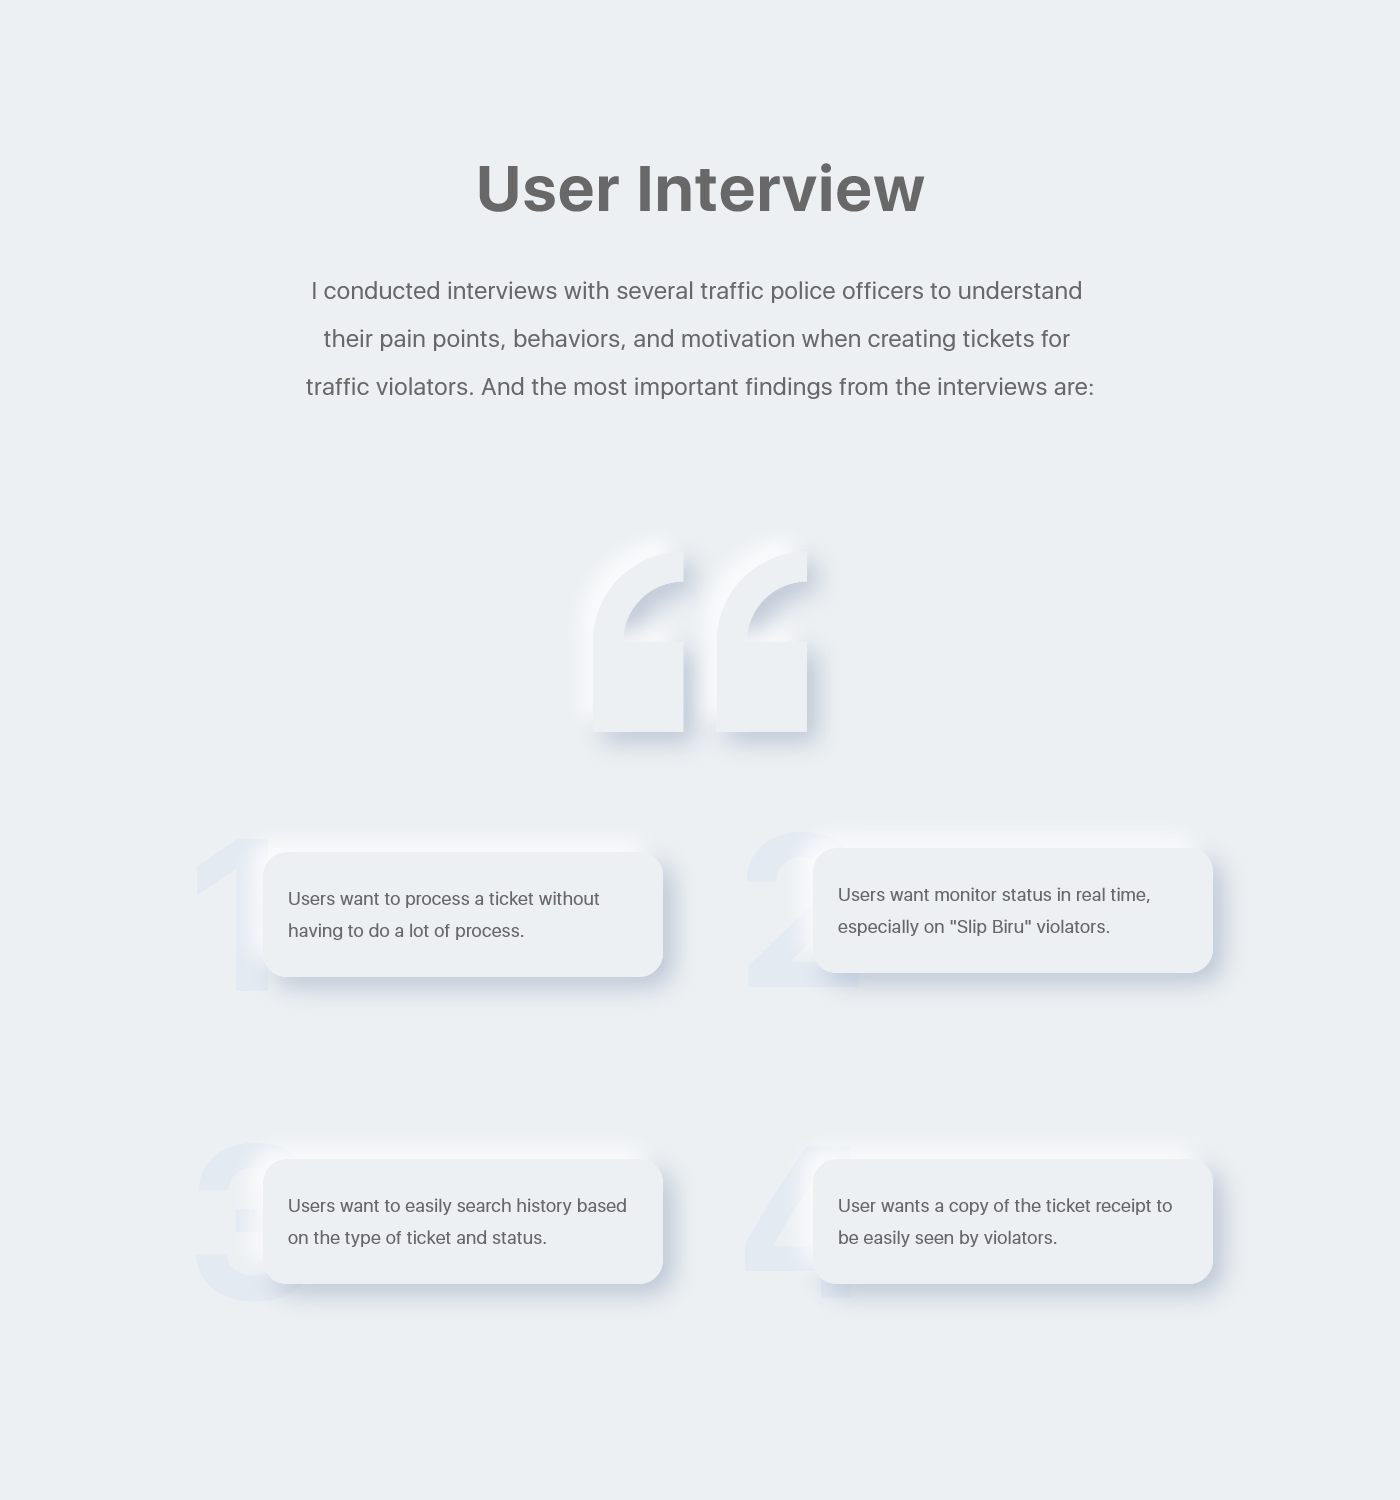 User Interview
I conducted interviews with several traffic police officers to understand
their pain points, behaviors, and motivation when creating tickets for
traffic violators. And the most important findings from the interviews are:
“
1
Users want to process a ticket without
having to do a lot of process.
2
Users want monitor status in real time,
especially on "Slip Biru" violators.
3
Users want to easily search history based
on the type of ticket and status.
4
User wants a copy of the ticket receipt to
be easily seen by violators.